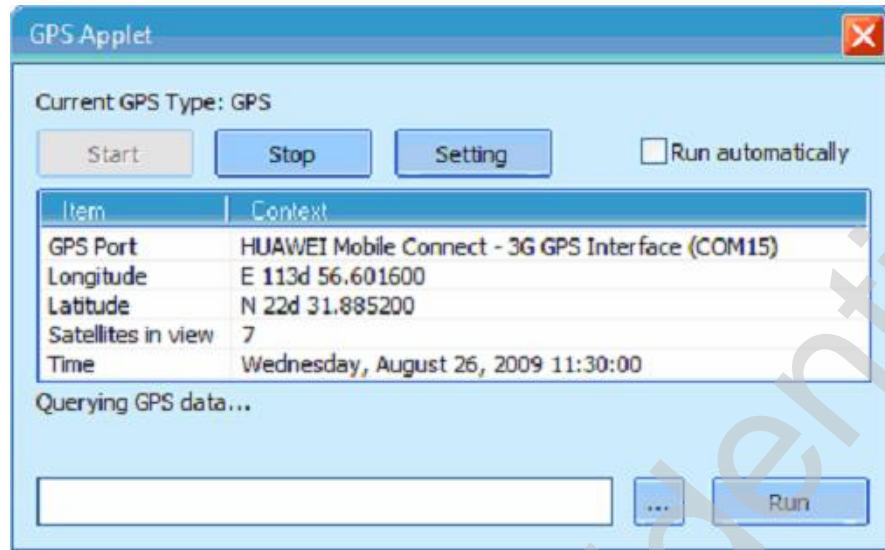 GPS Applet
Current GPS Type: GPS
Start Stop Setting Run automatically
Item Context
GPS Port HUAWEI Mobile Connect - 3G GPS Interface (COM15)
Longitude E 113d 56.601600
Latitude N 22d 31.885200
Satellites in view 7
Time Wednesday, August 26, 2009 11:30:00
Querying GPS data...
... Run